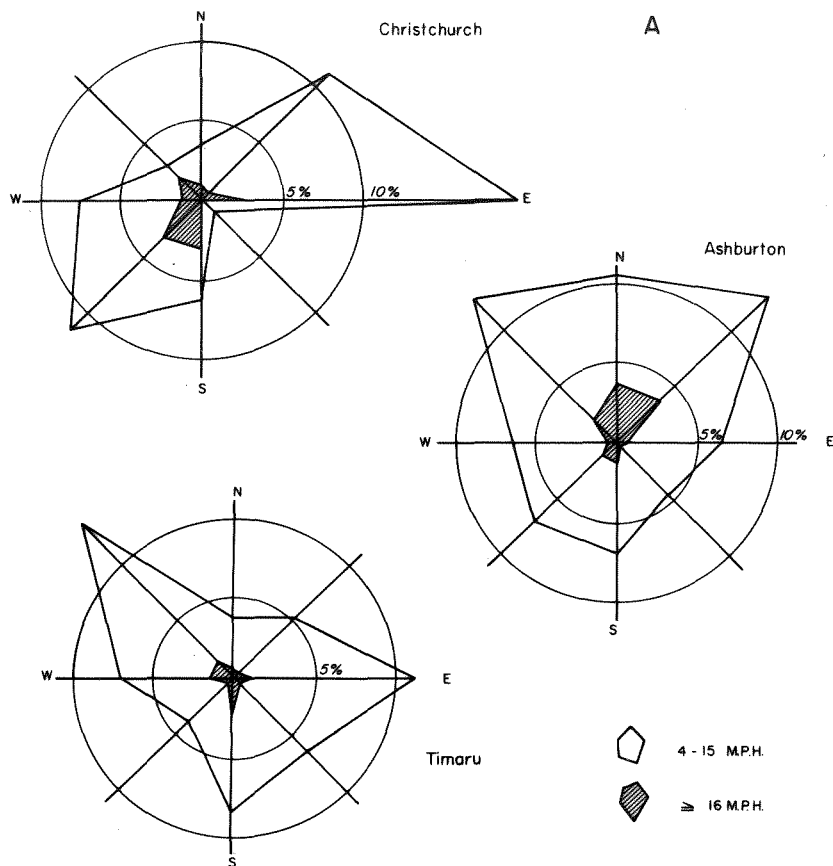 N
Christchurch
A
W
5%
10%
E
S
Ashburton
N
W
5%
10%
E
S
N
W
5%
E
S
Timaru
4 - 15 M.P.H.
≥ 16 M.P.H.